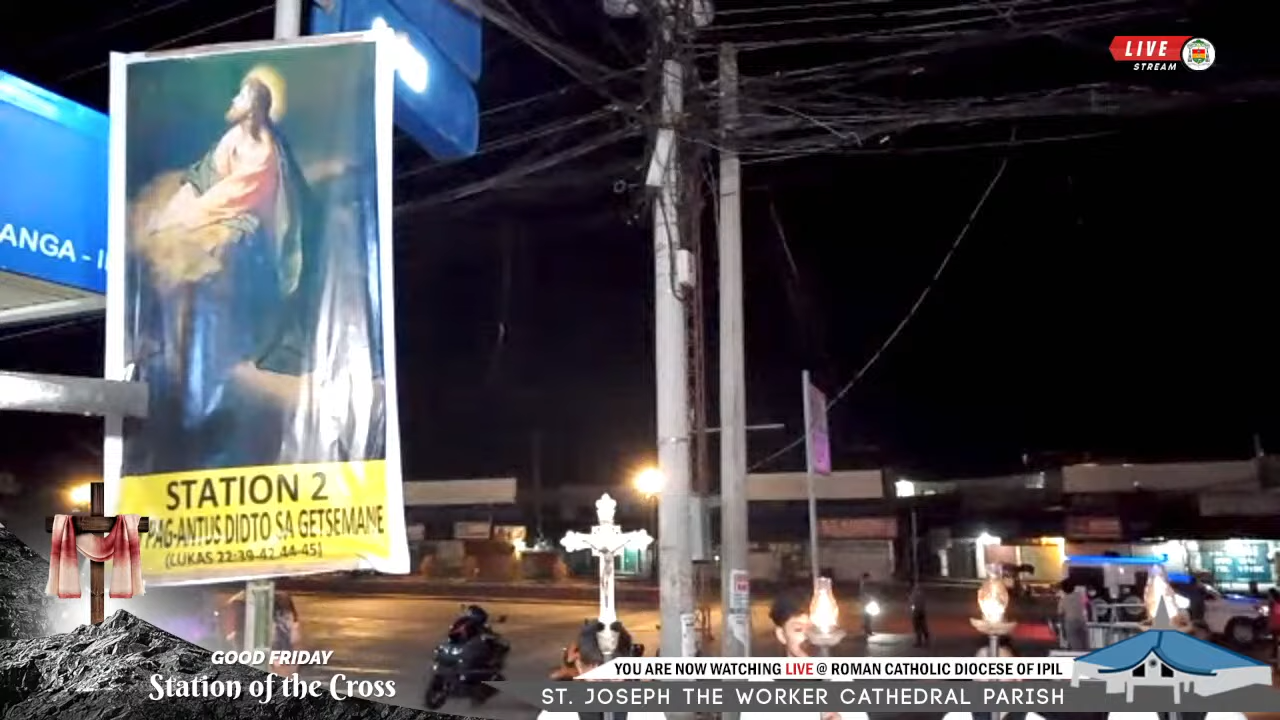 LIVE
STREAM
ANGA - I
STATION 2
PAG-ANTUS DIDTO SA GETSEMANE
(LUKAS 22:39-42,44-45)
GOOD FRIDAY
Station of the Cross
YOU ARE NOW WATCHING LIVE @ ROMAN CATHOLIC DIOCESE OF IPIL
ST. JOSEPH THE WORKER CATHEDRAL PARISH